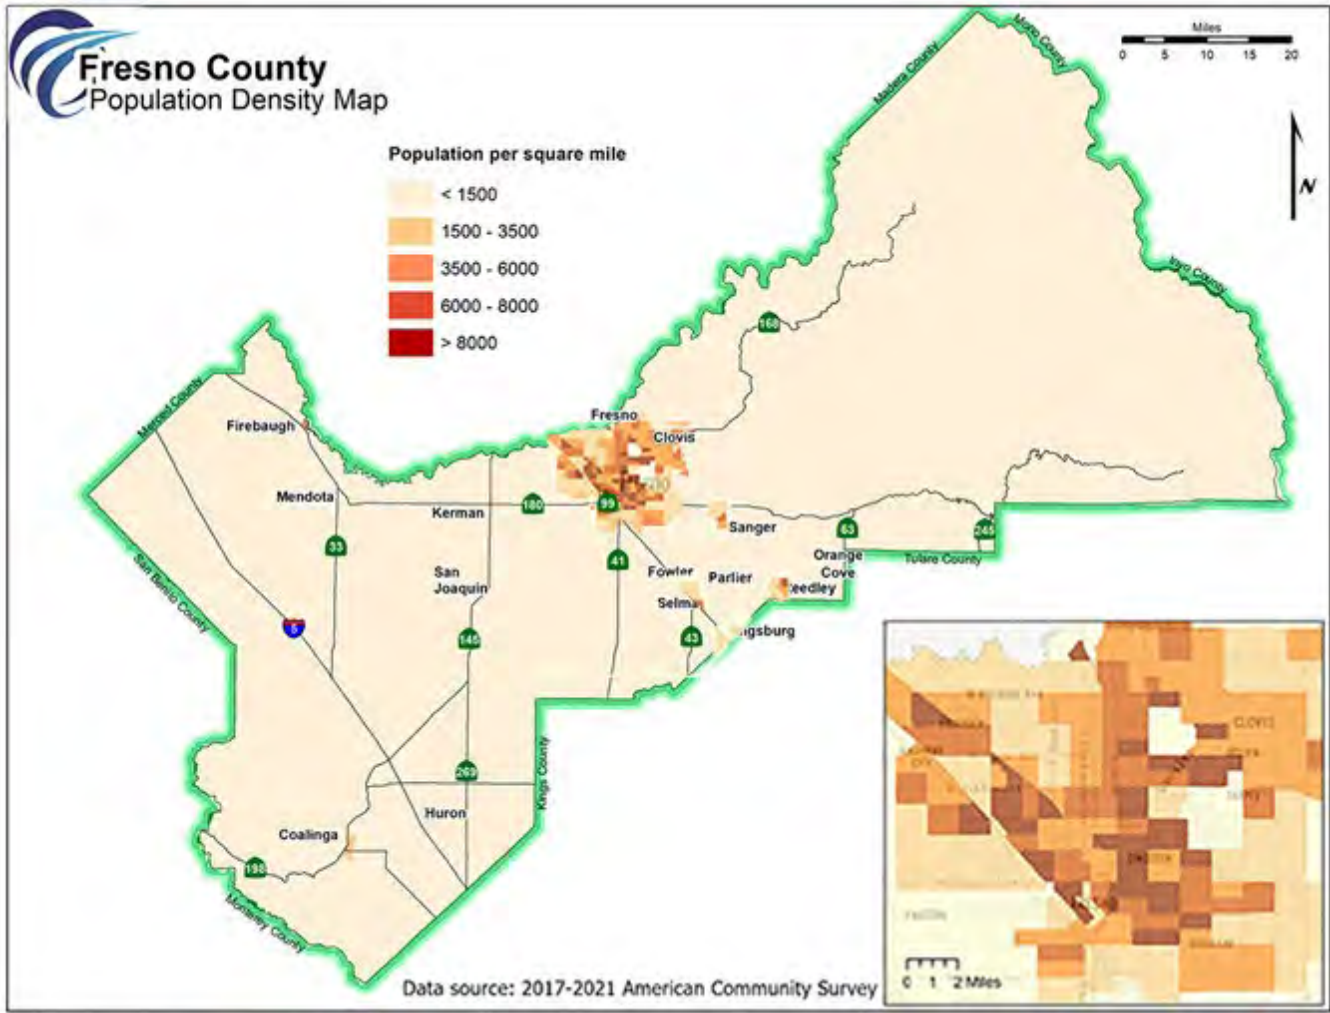 Fresno County
Population Density Map
Miles
0 5 10 15 20
N
Population per square mile
< 1500
1500 - 3500
3500 - 6000
6000 - 8000
> 8000
Madera County
Mono County
Inyo County
Merced County
San Benito County
Monterey County
Kings County
Tulare County
168
Fresno
Clovis
Firebaugh
Mendota
Kerman
180
99
Sanger
63
245
33
41
Orange
Cove
San
Joaquin
Fowler
Parlier
Reedley
Selma
5
145
43
ngsburg
269
Huron
Coalinga
198
CLOVIS
0 1 2 Miles
Data source: 2017-2021 American Community Survey